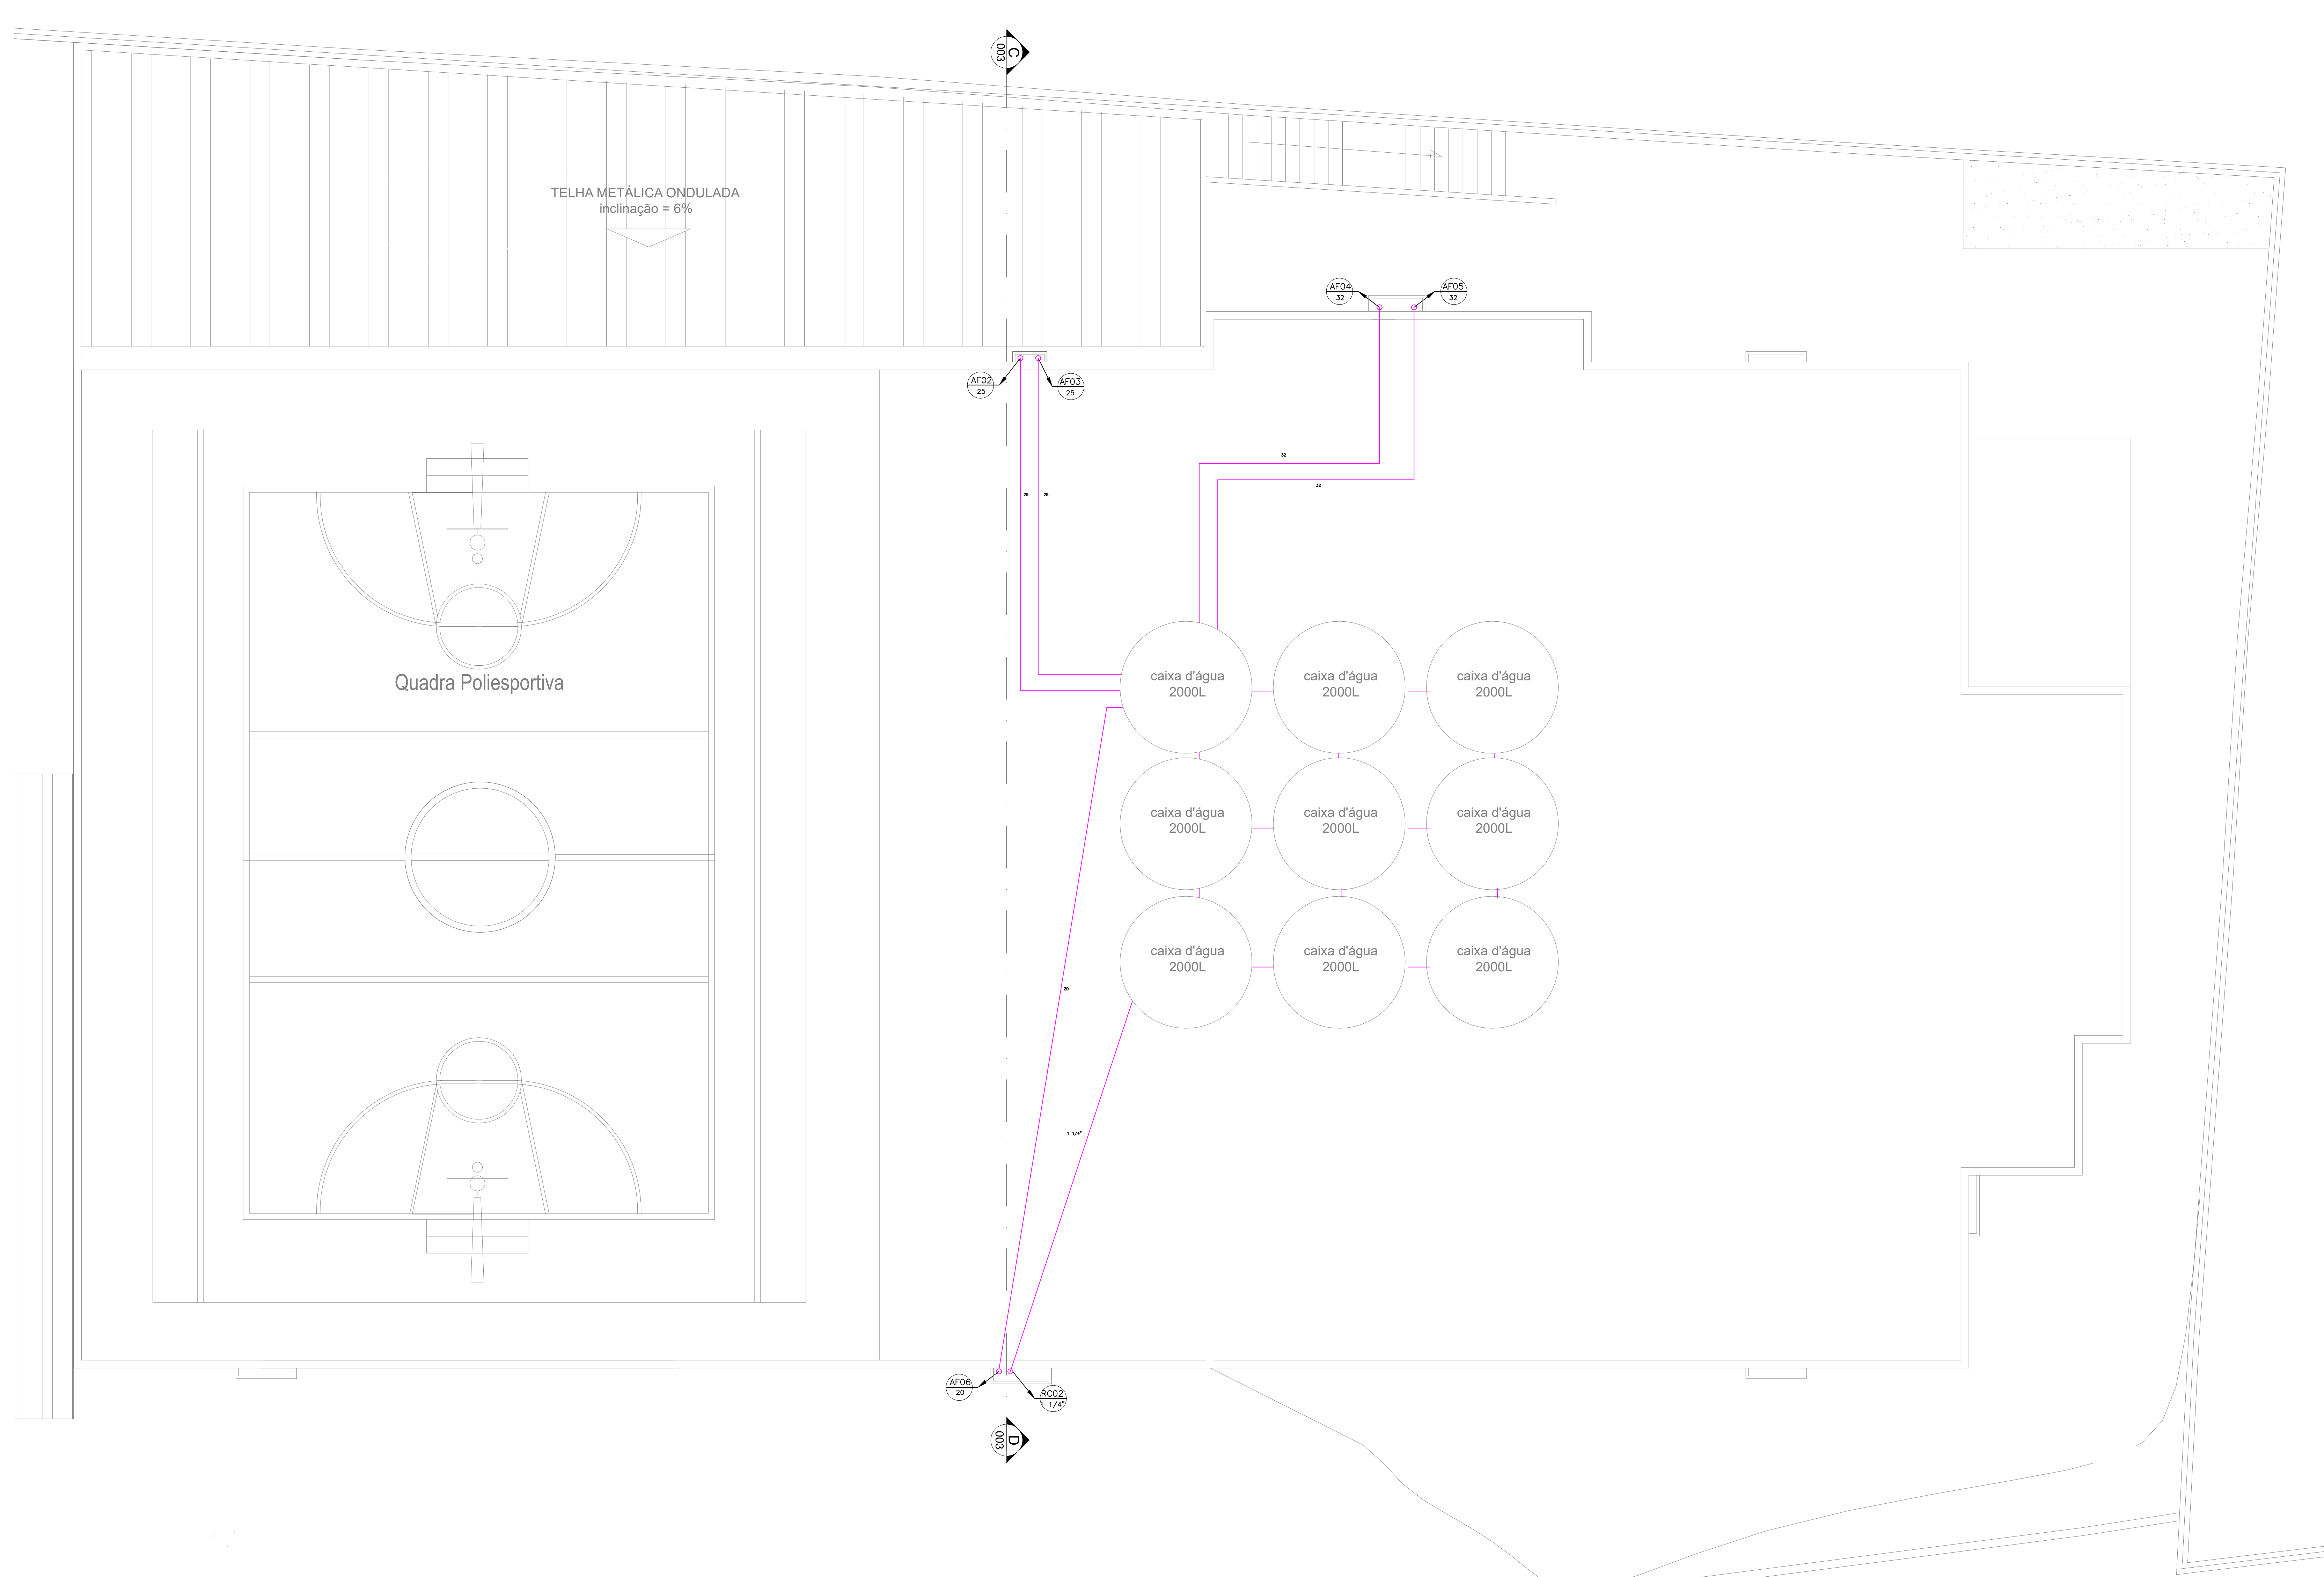 C
003
TELHA METÁLICA ONDULADA
inclinação = 6%
AF04
32
AF05
32
AF02
25
AF03
25
32
32
25
25
Quadra Poliesportiva
caixa d'água
2000L
caixa d'água
2000L
caixa d'água
2000L
caixa d'água
2000L
caixa d'água
2000L
caixa d'água
2000L
caixa d'água
2000L
caixa d'água
2000L
caixa d'água
2000L
20
1 1/4"
AF06
20
RC02
1 1/4"
D
003